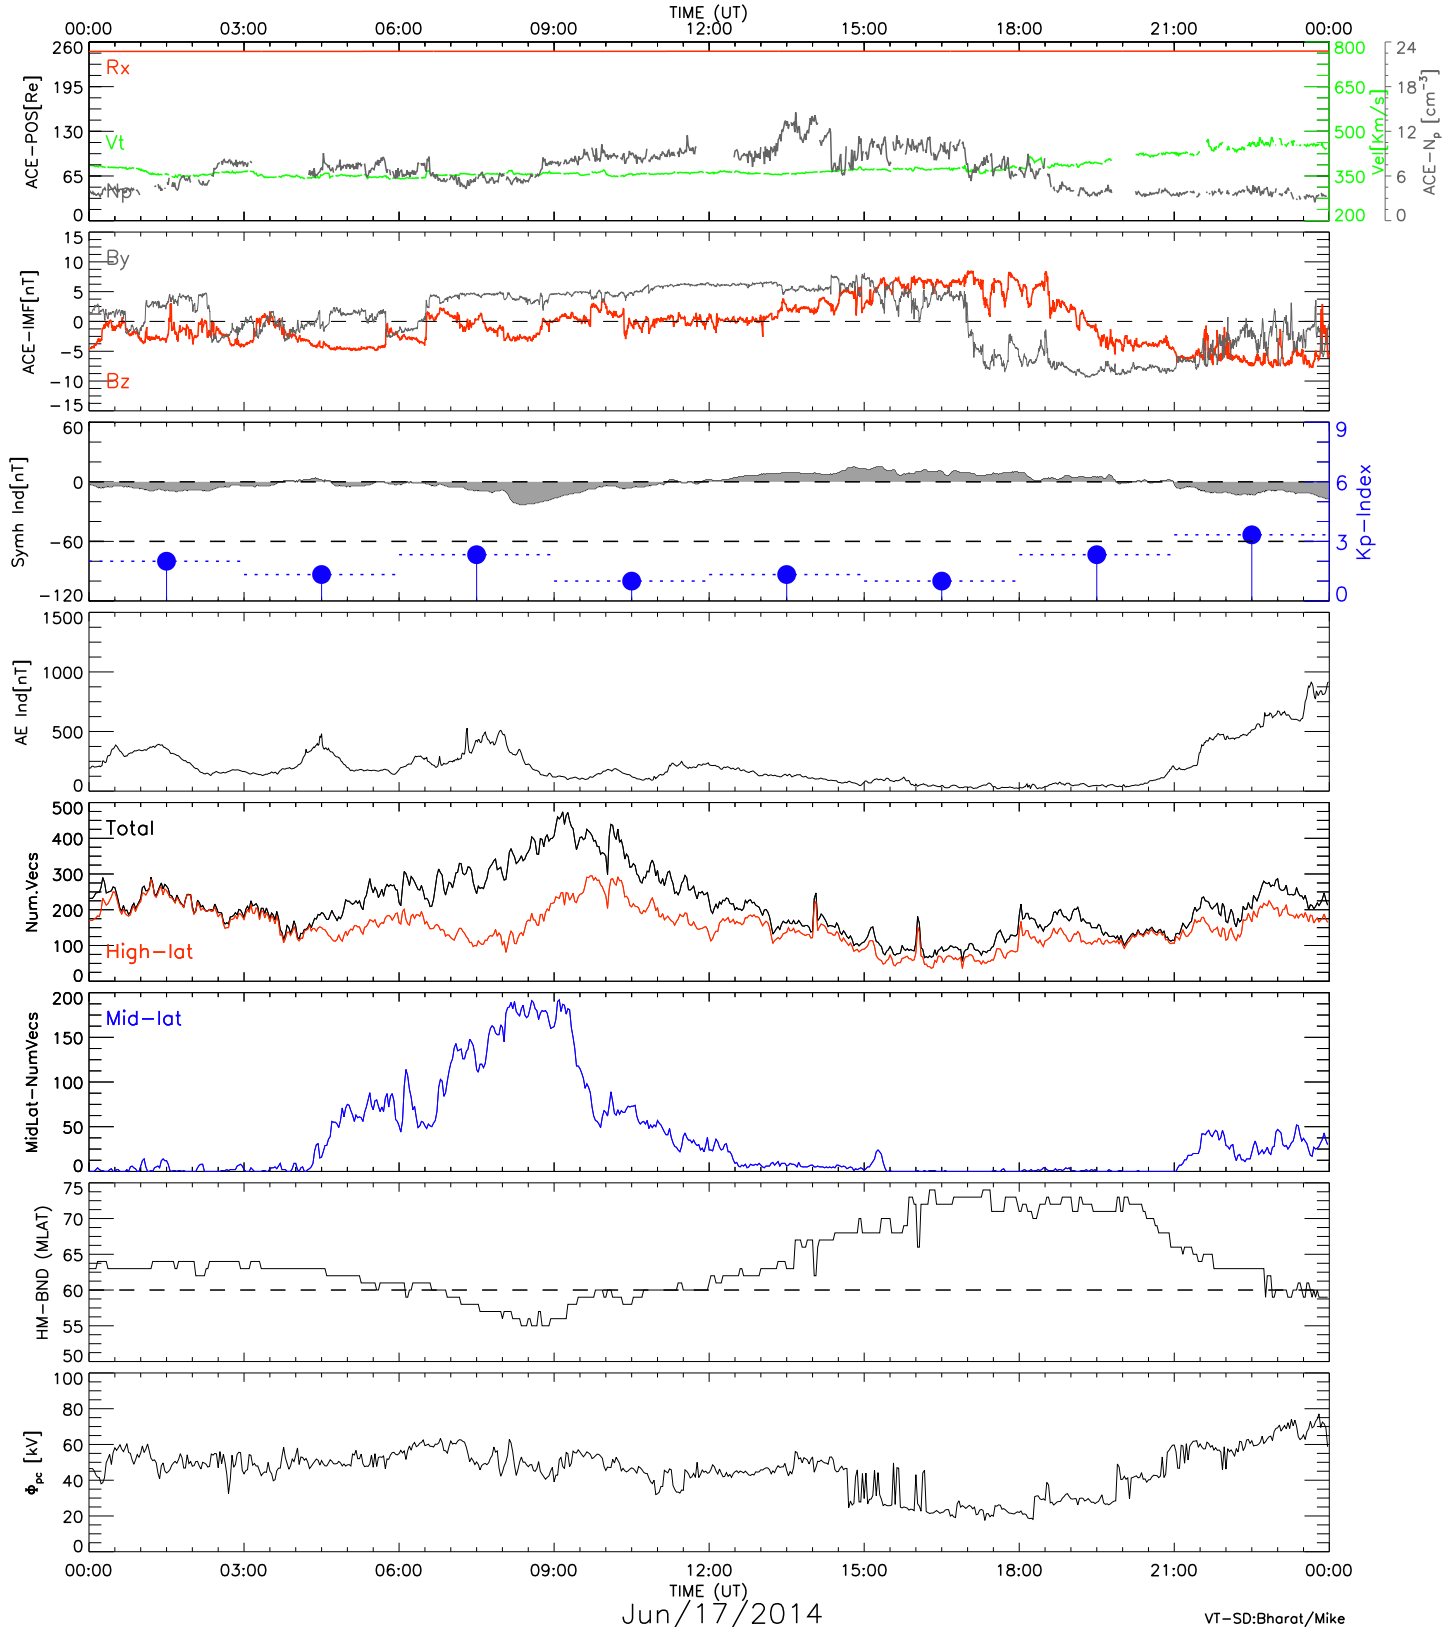 TIME (UT)
00:00 03:00 06:00 09:00 12:00 15:00 18:00 21:00 00:00
ACE-POS[Re]
260
195
130
65
0
Rx
Vt
Np
800
650
500
350
200
Vel[Km/s]
24
18
12
6
0
ACE-Np [cm-3]
ACE-IMF[nT]
15
10
5
0
-5
-10
-15
By
Bz
Symh Ind[nT]
60
0
-60
-120
9
6
3
0
Kp-Index
AE Ind[nT]
1500
1000
500
0
Num.Vecs
500
400
300
200
100
0
Total
High-lat
MidLat-NumVecs
200
150
100
50
0
Mid-lat
HM-BND (MLAT)
75
70
65
60
55
50
Φpc [kV]
100
80
60
40
20
0
00:00 03:00 06:00 09:00 12:00 15:00 18:00 21:00 00:00
TIME (UT)
Jun/17/2014
VT-SD:Bharat/Mike